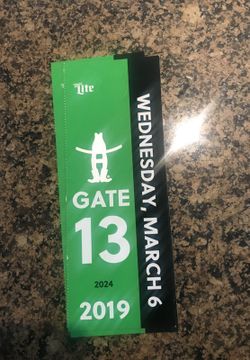 Lite
GATE
13
2024
2019
WEDNESDAY, MARCH 6